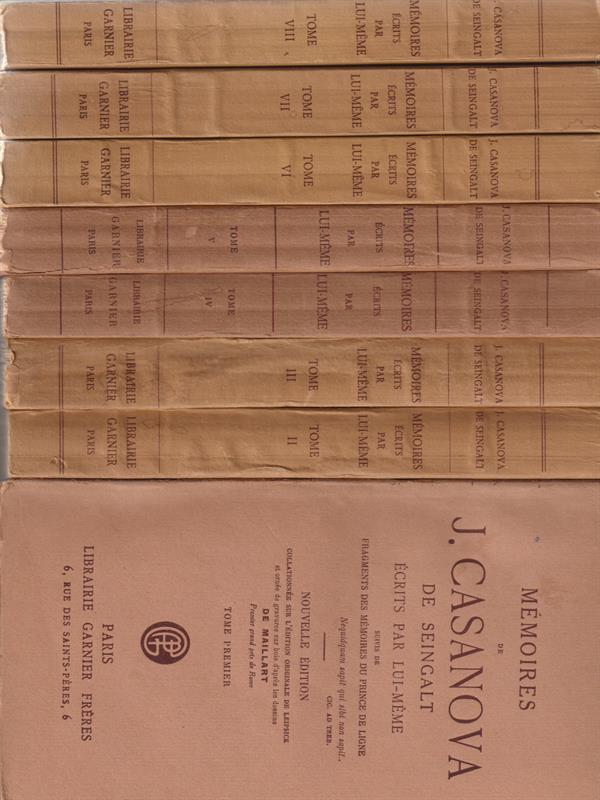 J. CASANOVA
DE SEINGALT
MÉMOIRES
ÉCRITS
PAR
LUI-MÊME
TOME
VIII
LIBRAIRIE
GARNIER
PARIS
J. CASANOVA
DE SEINGALT
MÉMOIRES
ÉCRITS
PAR
LUI-MÊME
TOME
VII
LIBRAIRIE
GARNIER
PARIS
J. CASANOVA
DE SEINGALT
MÉMOIRES
ÉCRITS
PAR
LUI-MÊME
TOME
VI
LIBRAIRIE
GARNIER
PARIS
J. CASANOVA
DE SEINGALT
MÉMOIRES
ÉCRITS
PAR
LUI-MÊME
TOME
V
LIBRAIRIE
GARNIER
PARIS
J. CASANOVA
DE SEINGALT
MÉMOIRES
ÉCRITS
PAR
LUI-MÊME
TOME
IV
LIBRAIRIE
GARNIER
PARIS
J. CASANOVA
DE SEINGALT
MÉMOIRES
ÉCRITS
PAR
LUI-MÊME
TOME
III
LIBRAIRIE
GARNIER
PARIS
J. CASANOVA
DE SEINGALT
MÉMOIRES
ÉCRITS
PAR
LUI-MÊME
TOME
II
LIBRAIRIE
GARNIER
PARIS
MÉMOIRES
DE
J. CASANOVA
DE SEINGALT
ÉCRITS PAR LUI-MÊME
SUIVIS DE
FRAGMENTS DES MÉMOIRES DU PRINCE DE LIGNE
Nequidquam sapit qui sibi non sapit.
CIC. AD TREB.
NOUVELLE ÉDITION
COLLATIONNÉE SUR L'ÉDITION ORIGINALE DE LEIPSICK
et ornée de gravures sur bois d'après les dessins
DE MAILLART
Premier grand prix de Rome
TOME PREMIER
PARIS
LIBRAIRIE GARNIER FRÈRES
6, RUE DES SAINTS-PÈRES, 6